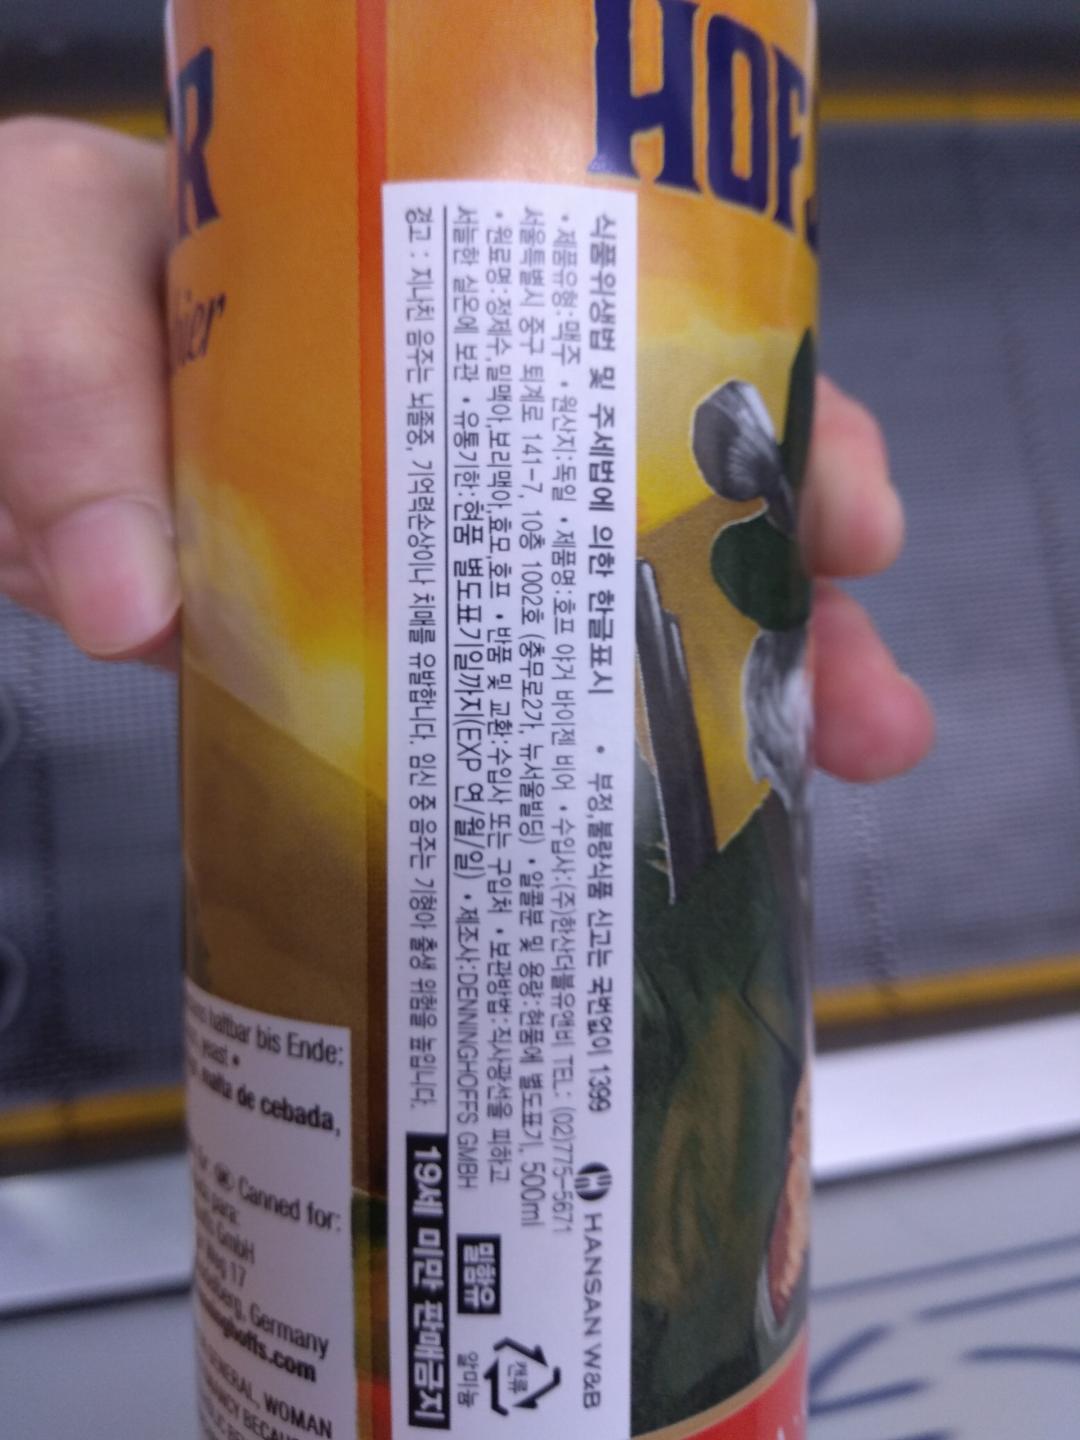 HOF
식품위생법 및 주세법에 의한 한글표시 • 부정,불량식품 신고는 국번없이 1399 HANSAN W&B
• 제품유형:맥주 • 원산지:독일 • 제품명:호프 야거 바이젠 비어 • 수입사:(주)한산더블유앤비 TEL: (02)775-5671
서울특별시 중구 퇴계로 141-7, 10층 1002호 (충무로2가, 뉴서울빌딩) • 알콜분 및 용량:현품에 별도표기, 500ml
• 원료명:정제수,밀맥아,보리맥아,효모,호프 • 반품 및 교환:수입사 또는 구입처 • 보관방법:직사광선을 피하고
서늘한 실온에 보관 • 유통기한:현품 별도표기일까지(EXP 연/월/일) • 제조사:DENNINGHOFFS GMBH
경고 : 지나친 음주는 뇌졸중, 기억력손상이나 치매를 유발합니다. 임신 중 음주는 기형아 출생 위험을 높입니다.
19세 미만 판매금지
밀함유
캔류
알미늄
bis Ende:
yeast •
malta de cebada,
Canned for:
para:
GmbH
Weg 17
Germany
WOMAN